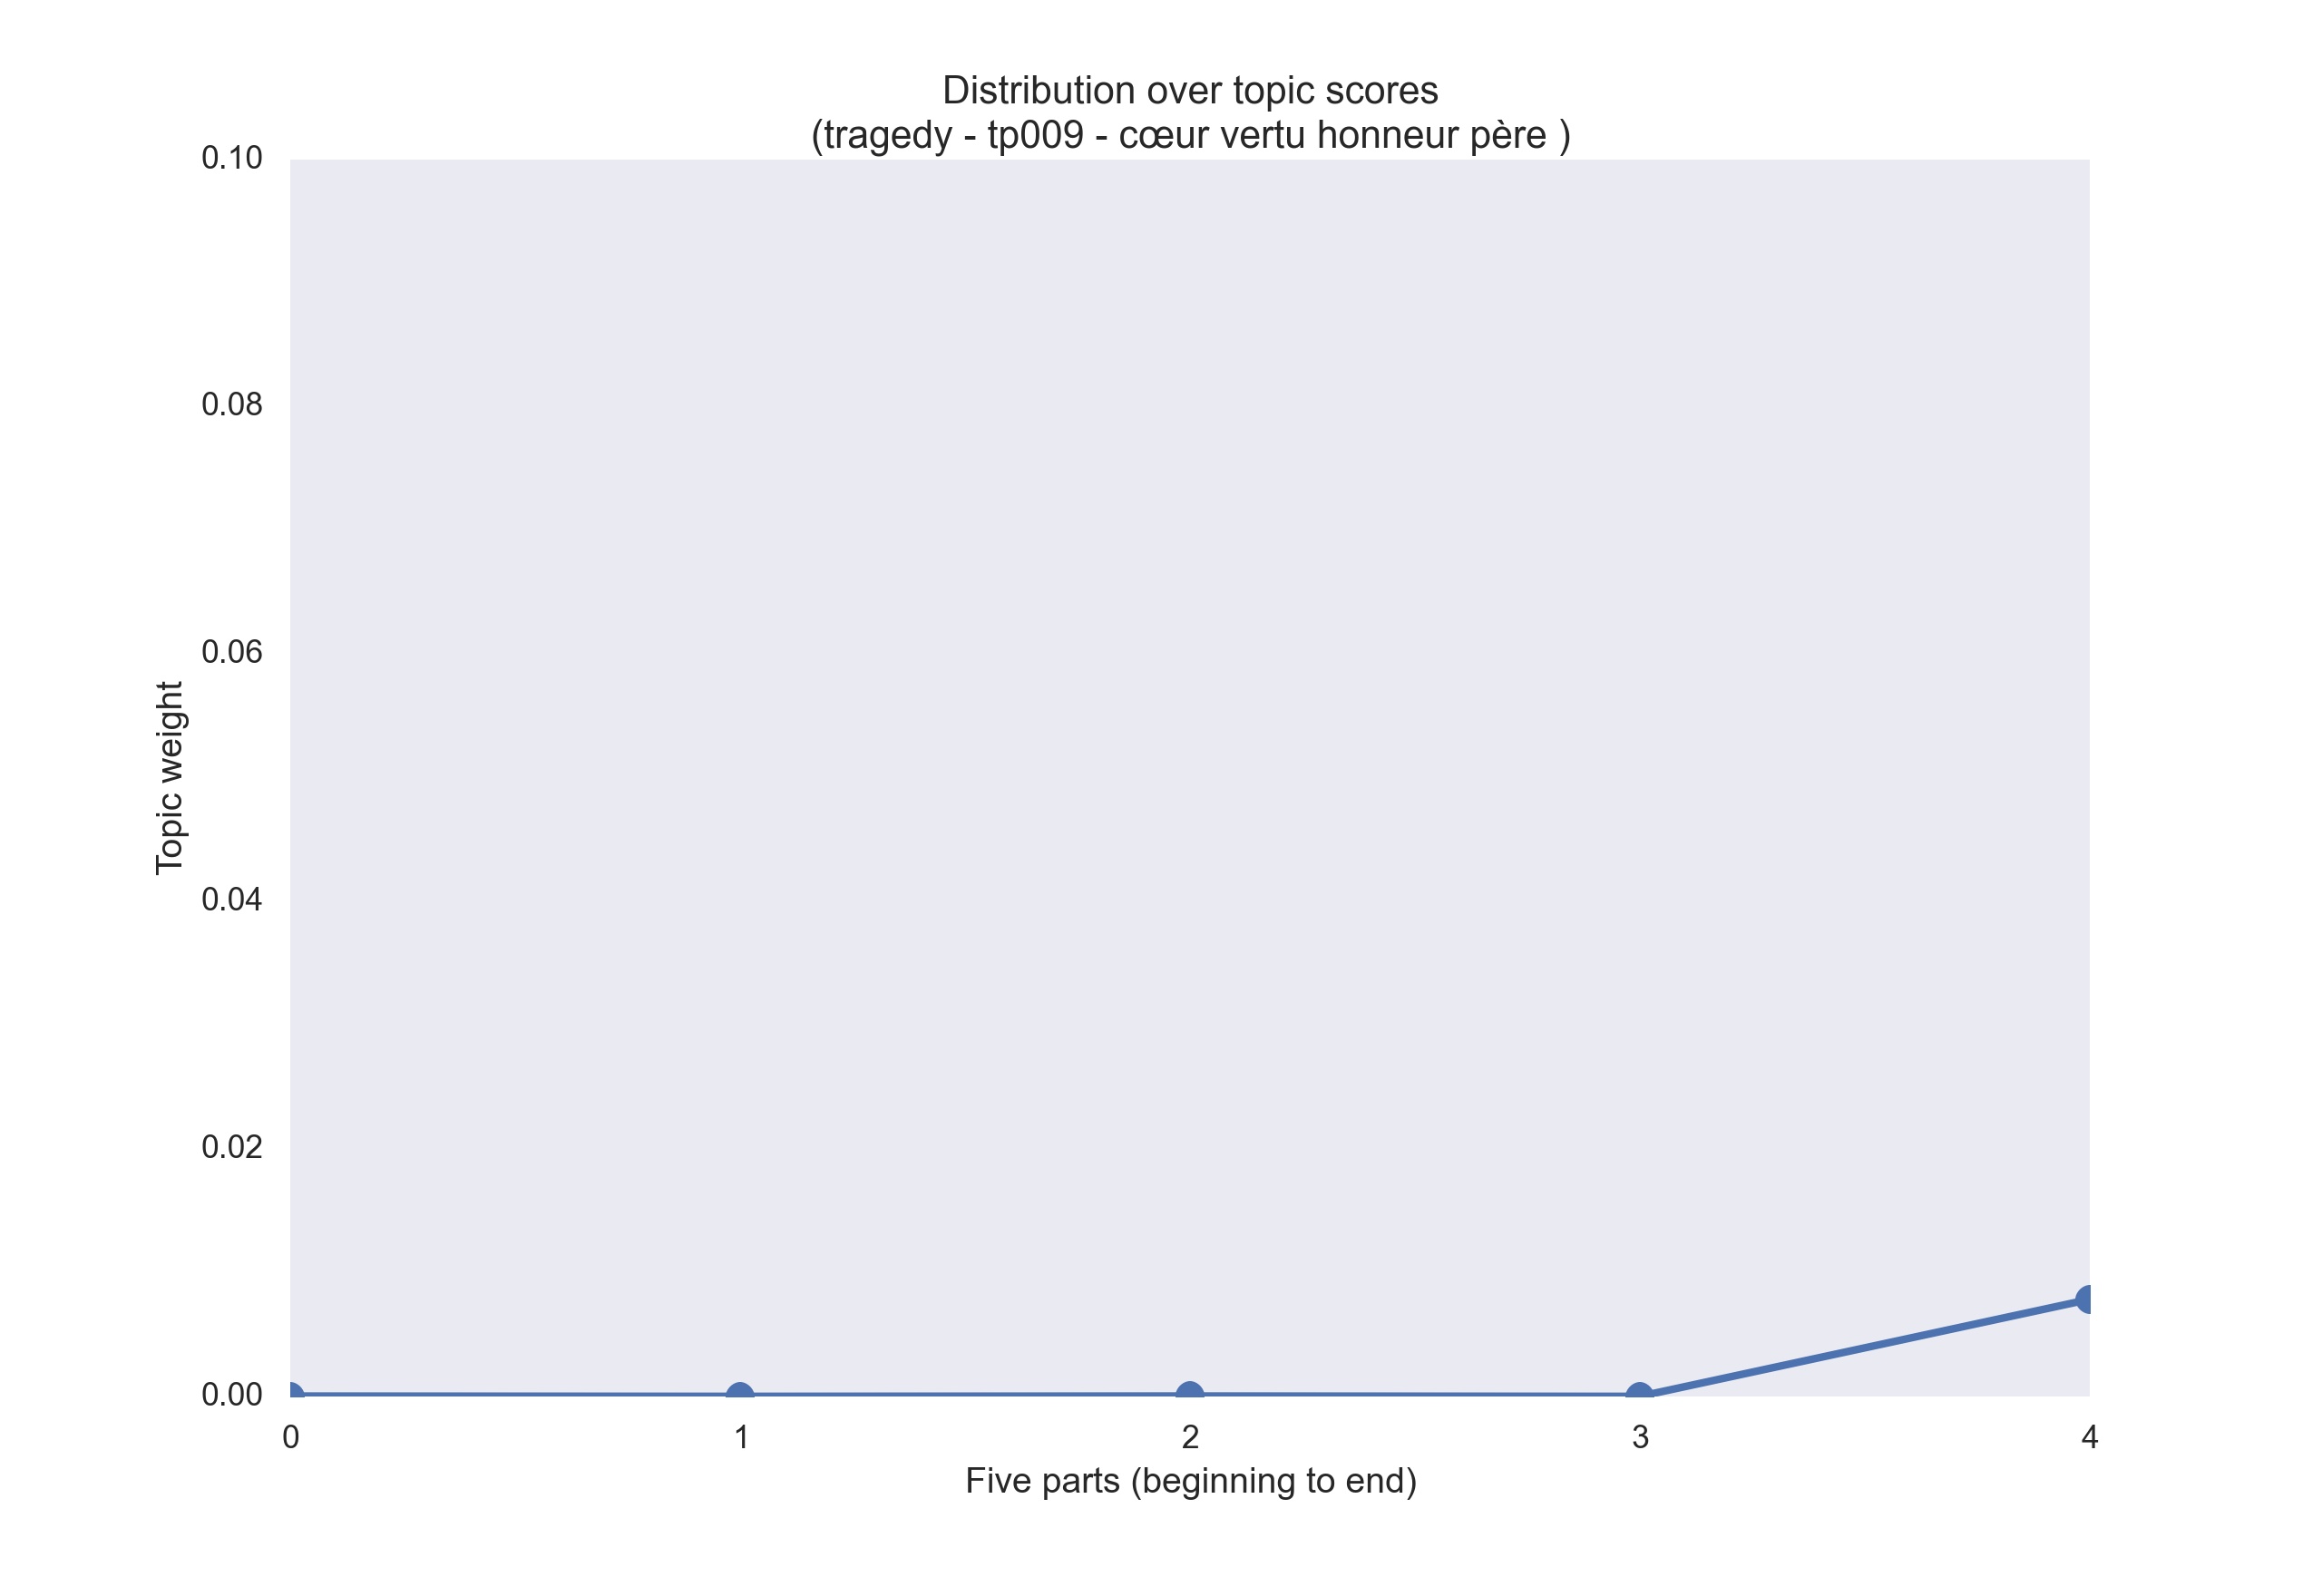 Distribution over topic scores
(tragedy - tp009 - cœur vertu honneur père )
0.10
0.08
0.06
0.04
0.02
0.00
Topic weight
0 1 2 3 4
Five parts (beginning to end)